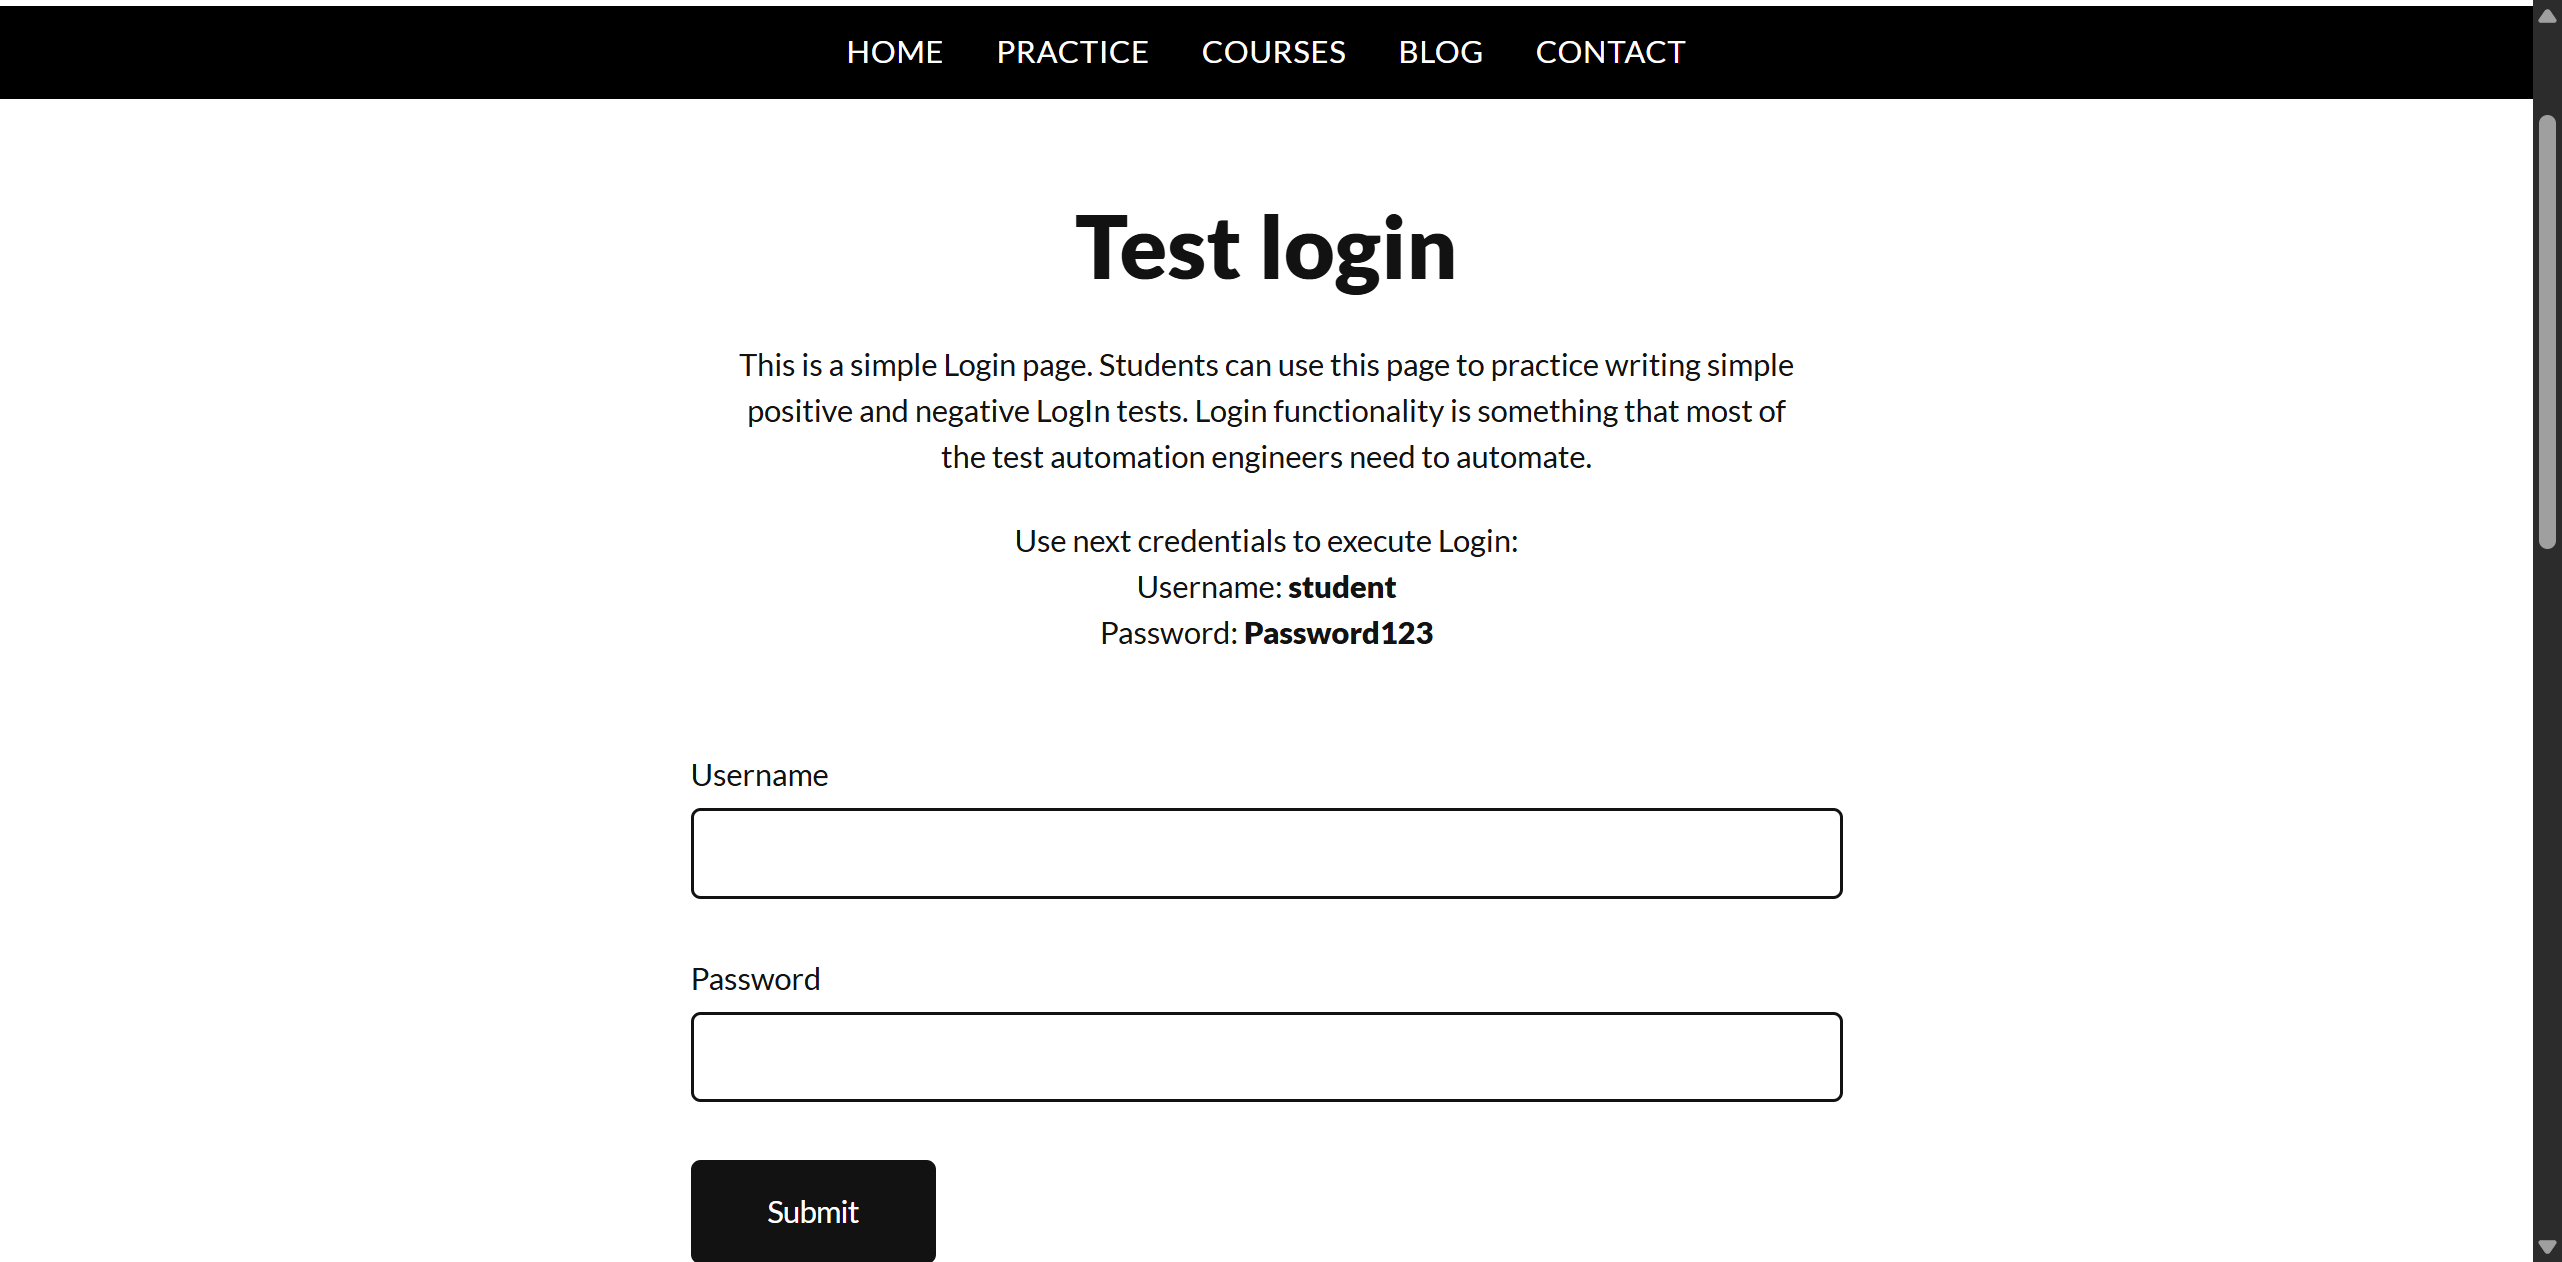 HOME PRACTICE COURSES BLOG CONTACT
Test login
This is a simple Login page. Students can use this page to practice writing simple
positive and negative LogIn tests. Login functionality is something that most of
the test automation engineers need to automate.
Use next credentials to execute Login:
Username: student
Password: Password123
Username
Password
Submit